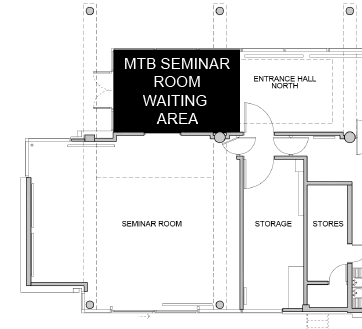 MTB SEMINAR
ROOM
WAITING
AREA
ENTRANCE HALL
NORTH
SEMINAR ROOM
STORAGE
STORES